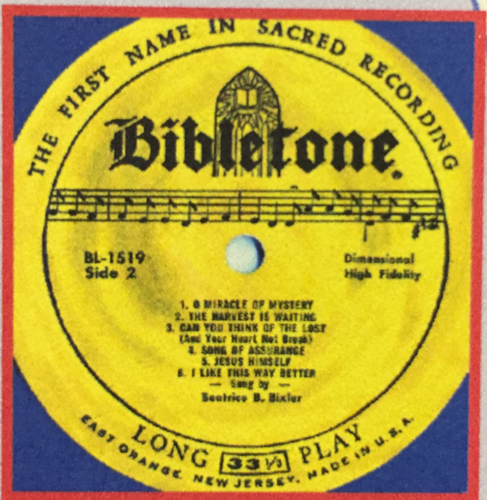 THE FIRST NAME IN SACRED RECORDING
Bibletone
BL-1519
Side 2
Dimensional
High Fidelity
1. O MIRACLE OF MYSTERY
2. THE HARVEST IS WAITING
3. CAN YOU THINK OF THE LOST
(And Your Heart Not Break)
4. SONG OF ASSURANCE
5. JESUS HIMSELF
6. I LIKE THIS WAY BETTER
— Sung by —
Beatrice B. Bixler
LONG 33⅓ PLAY
EAST ORANGE, NEW JERSEY. MADE IN U.S.A.